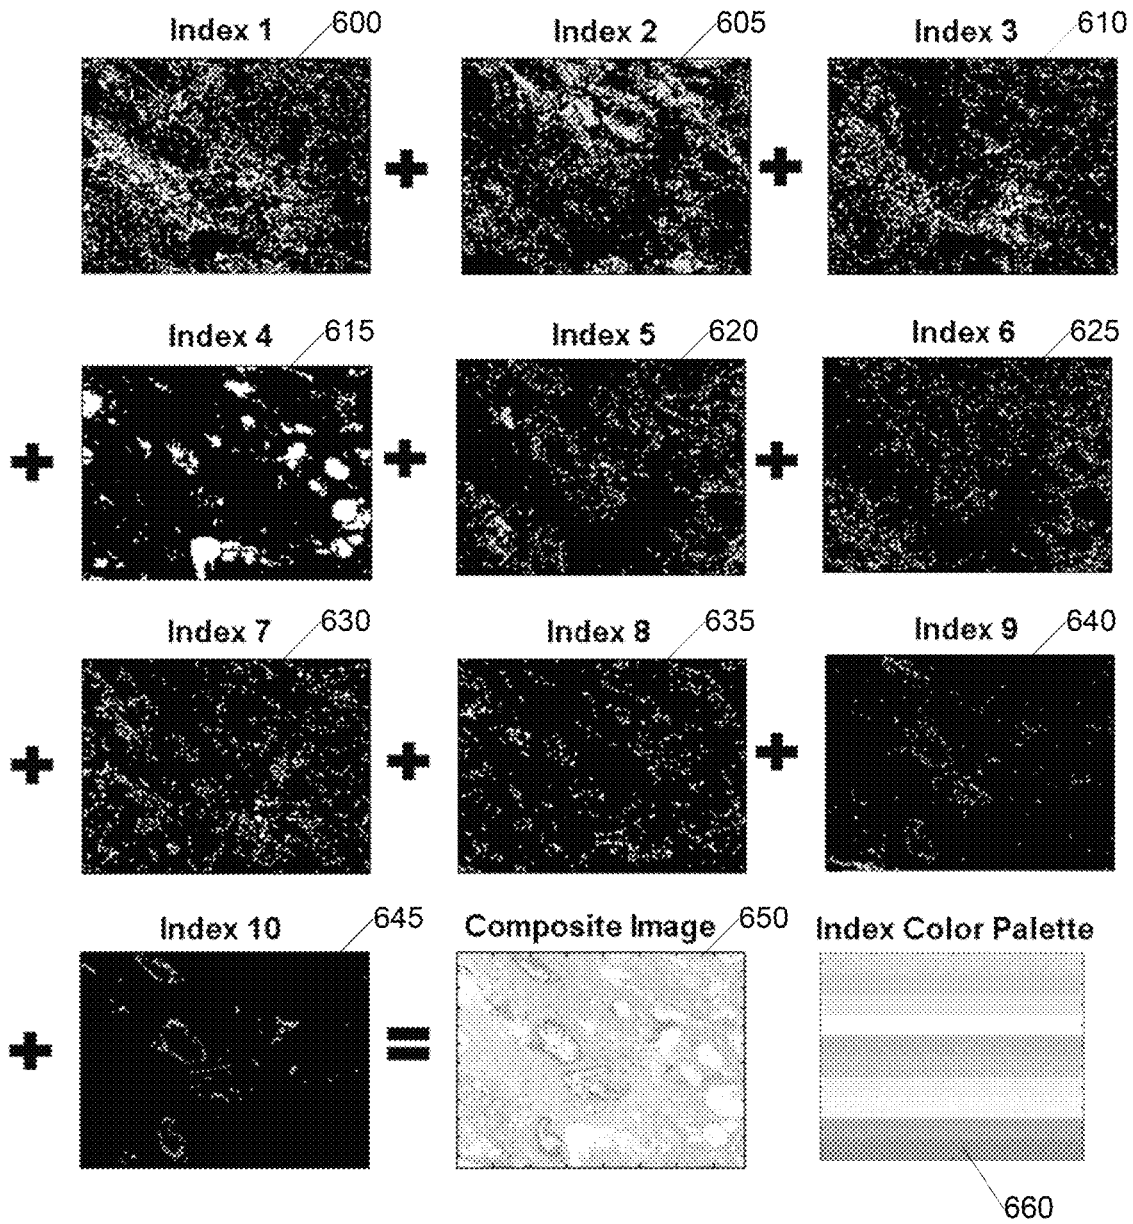 Index 1 600 Index 2 605 Index 3 610
+ +
Index 4 615 Index 5 620 Index 6 625
+ + +
Index 7 630 Index 8 635 Index 9 640
+ + +
Index 10 645 Composite Image 650 Index Color Palette
+ =
660